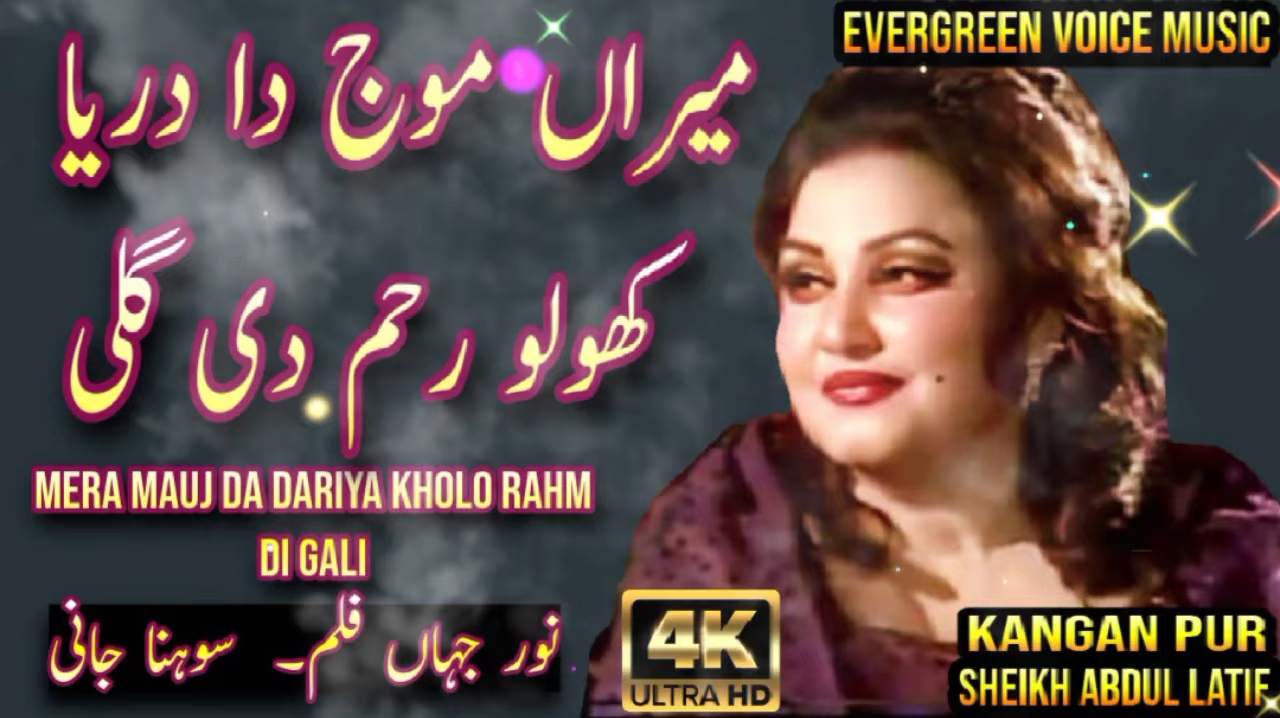 EVERGREEN VOICE MUSIC
میراں موج دا دریا
کھولو رحم دی گلی
MERA MAUJ DA DARIYA KHOLO RAHM
DI GALI
نور جہاں فلم۔ سوہنا جانی
4K
ULTRA HD
KANGAN PUR
SHEIKH ABDUL LATIF